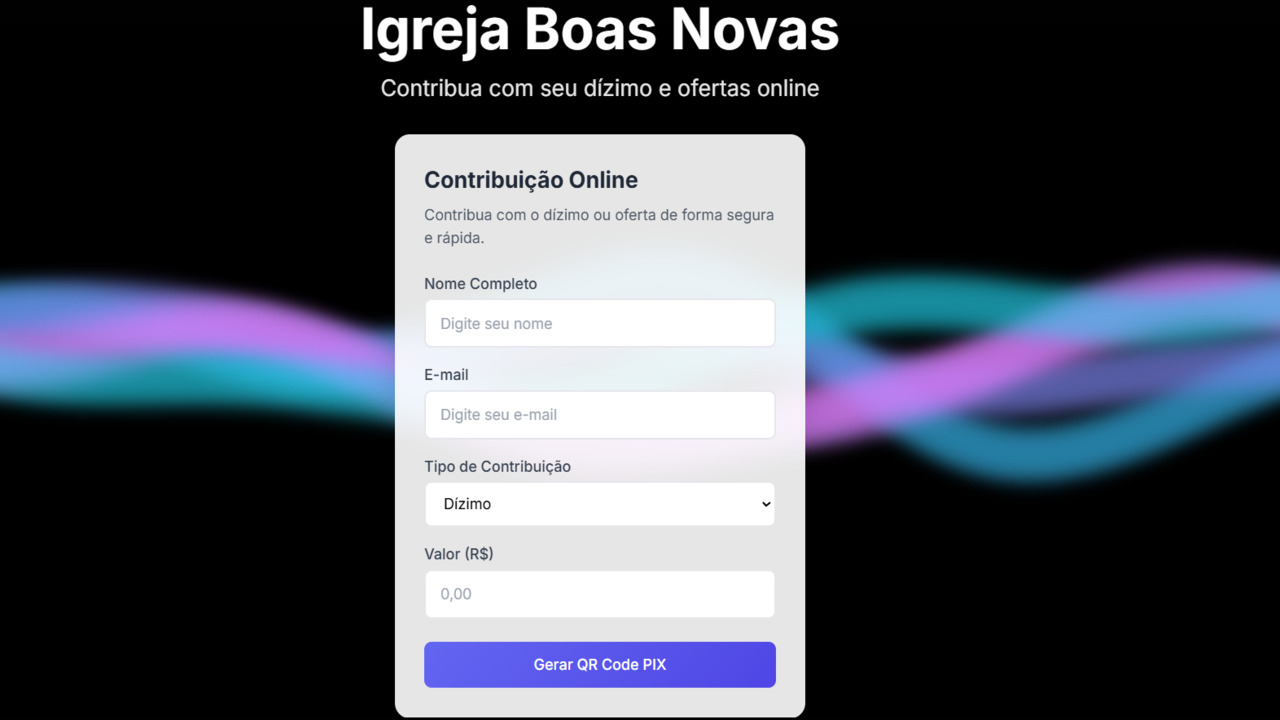 Igreja Boas Novas
Contribua com seu dízimo e ofertas online
Contribuição Online
Contribua com o dízimo ou oferta de forma segura
e rápida.
Nome Completo
Digite seu nome
E-mail
Digite seu e-mail
Tipo de Contribuição
Dízimo
Valor (R$)
0,00
Gerar QR Code PIX